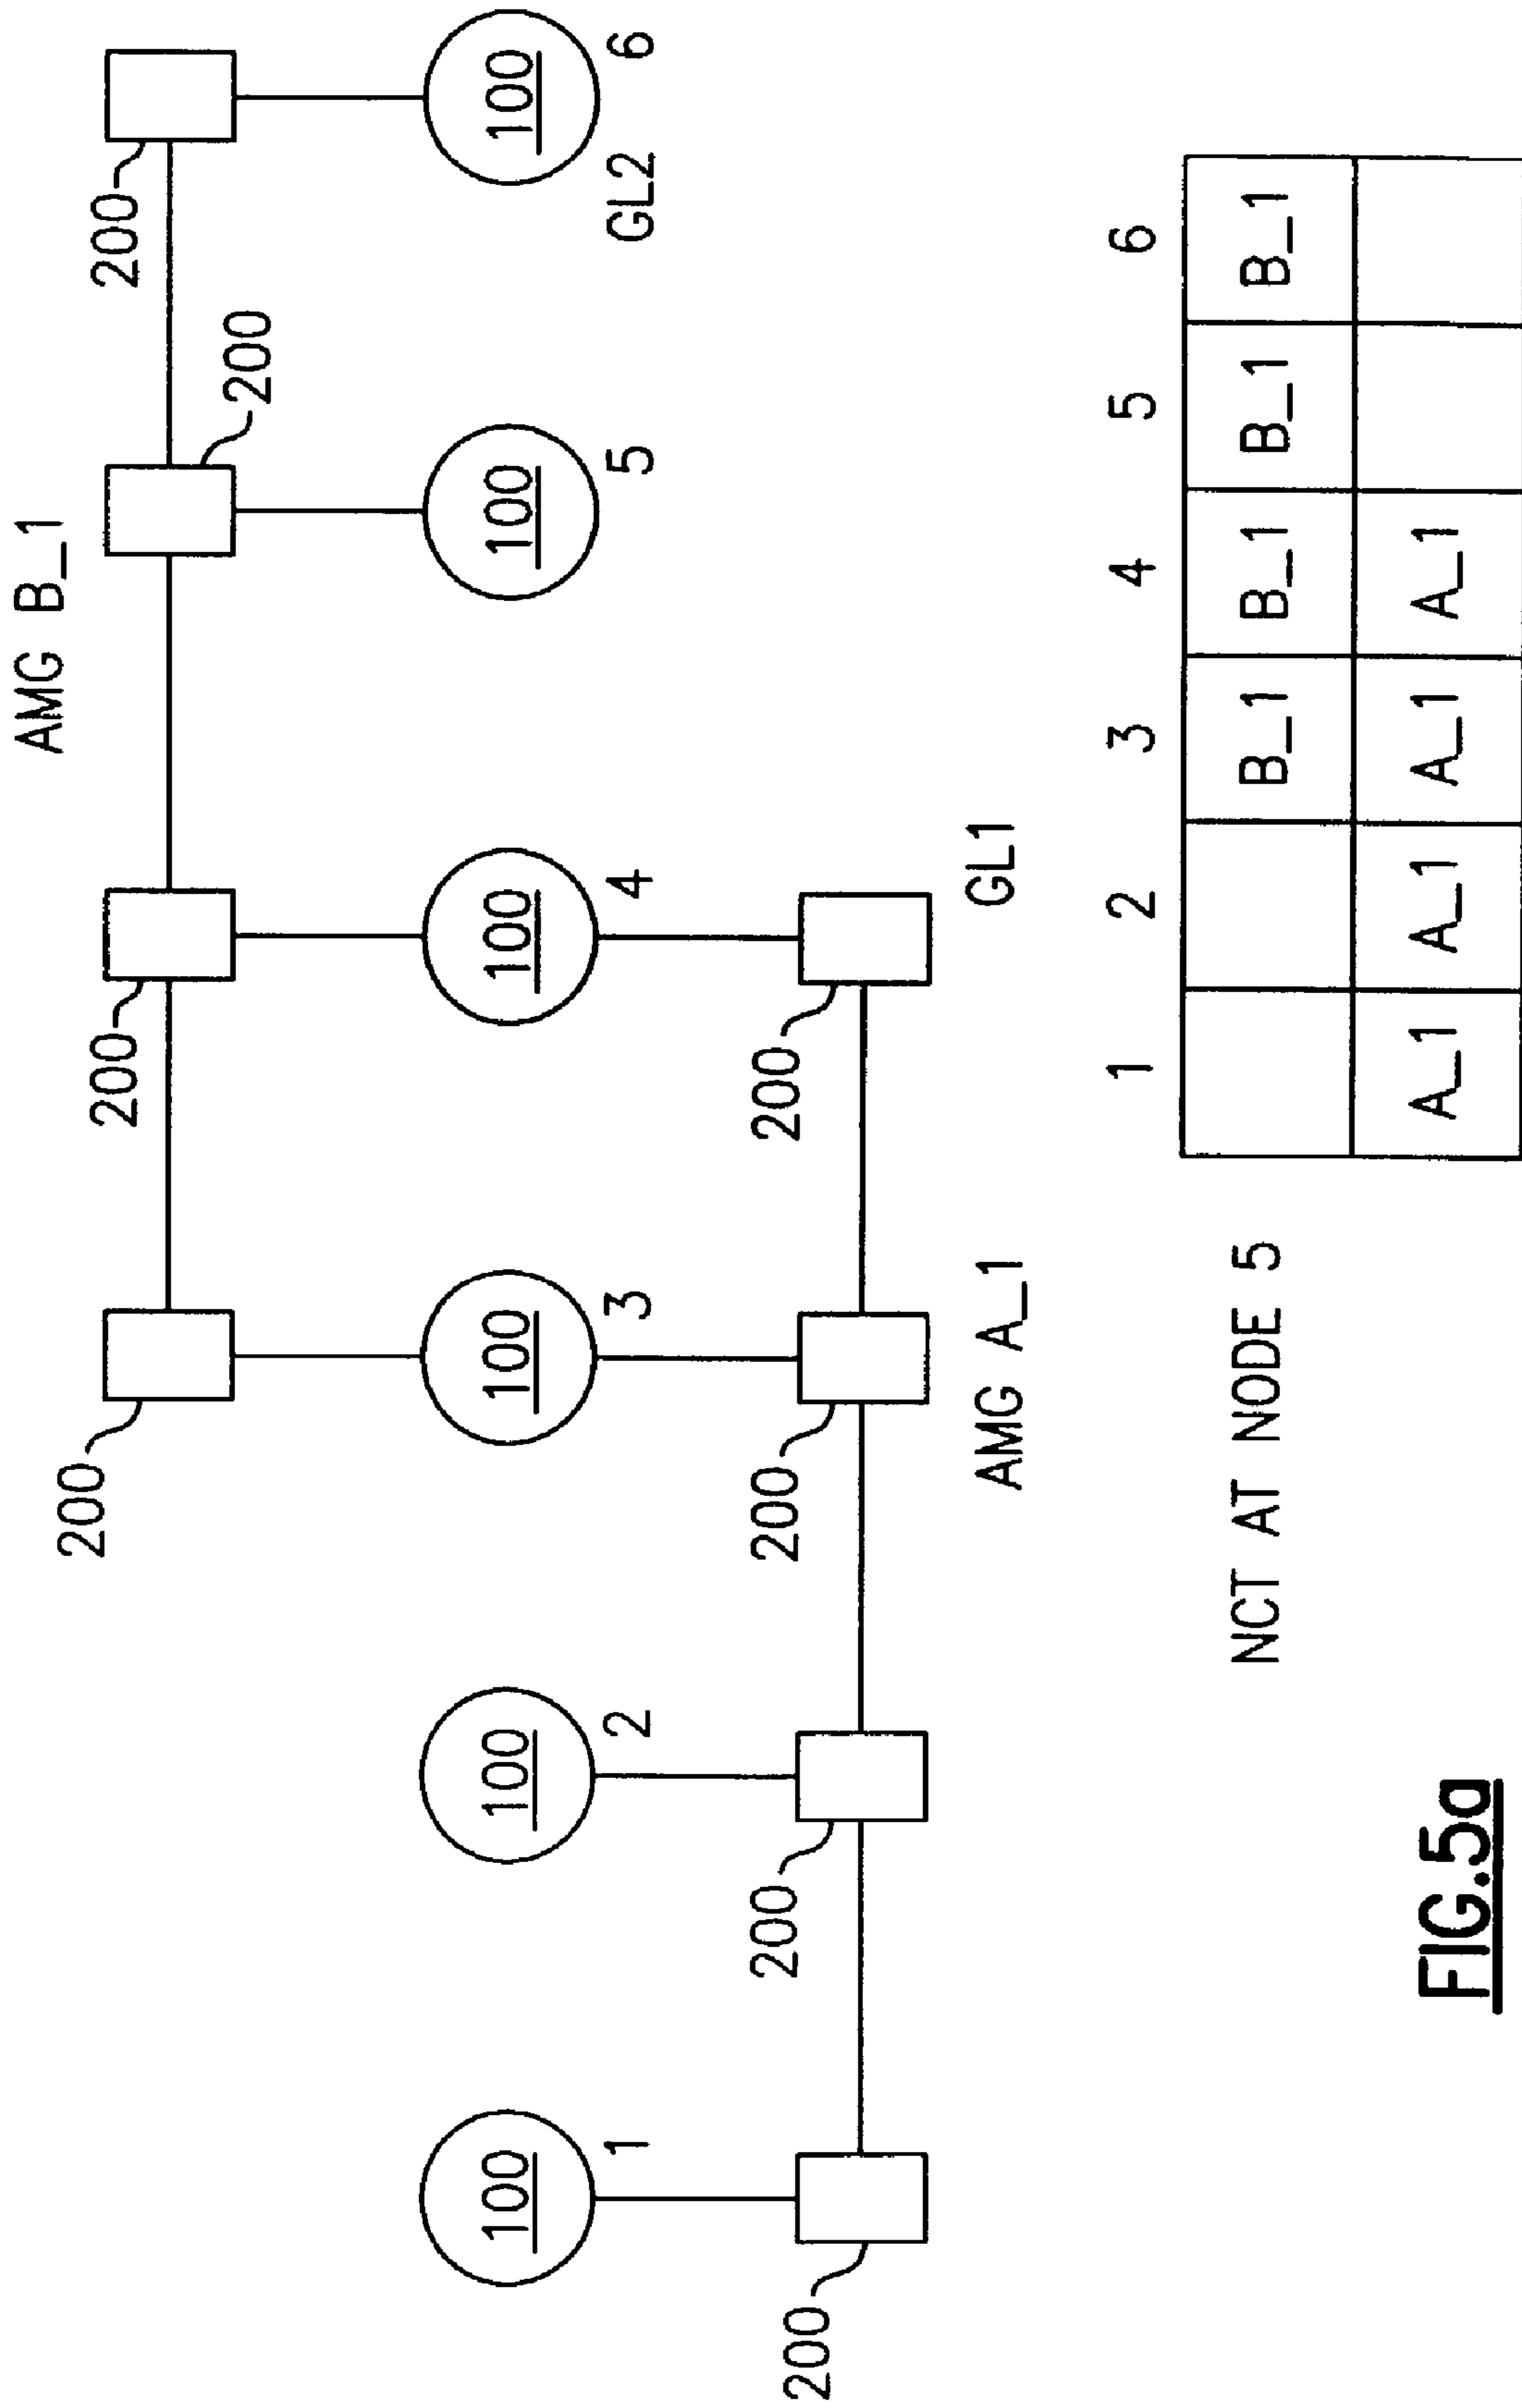 AMG B_1
200 200 200
200
100 100 100 100 100 100
1 2 3 4 5 GL2 6
200 200 200 200
AMG A_1 GL1
1 2 3 4 5 6
NCT AT NODE 5 B_1 B_1 B_1 B_1
A_1 A_1 A_1 A_1
FIG.5a